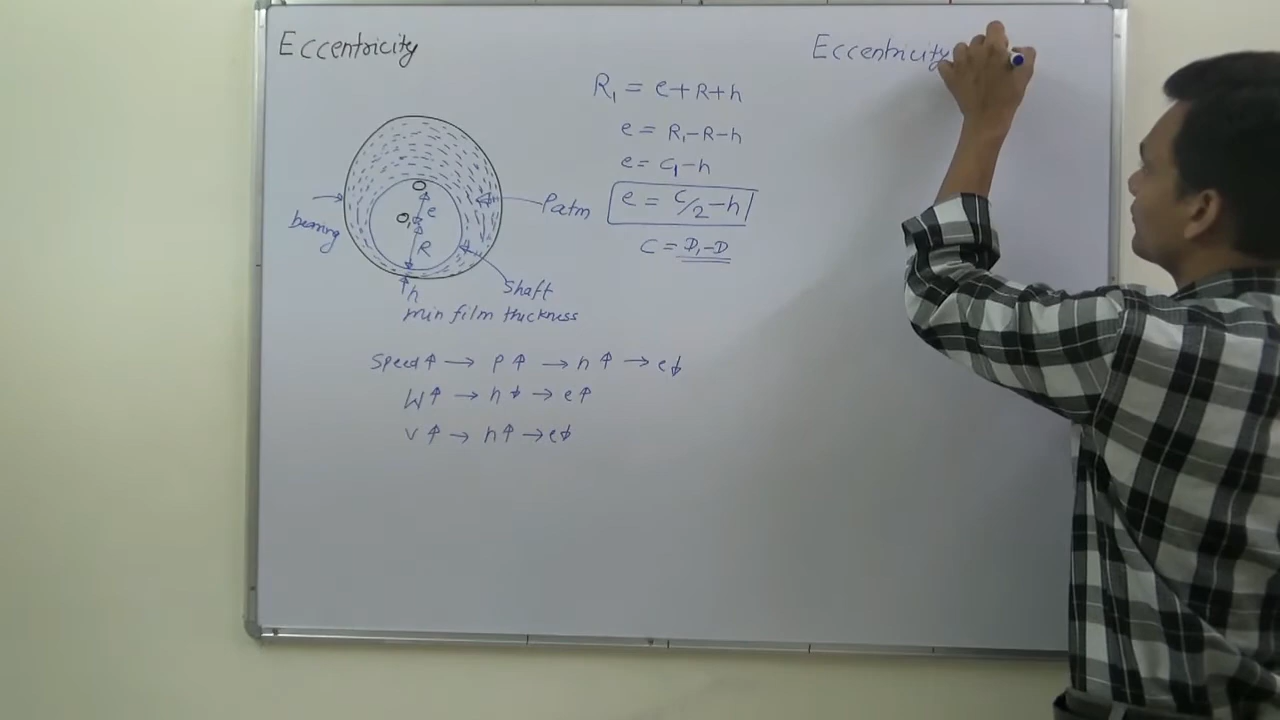 Eccentricity
R₁ = e+R+h
e = R₁-R-h
e = C₁-h
e = C/2-h
C = D₁-D
O
e
O₁
R
bearing
Patm
shaft
h
min film thickness
Speed↑ → P↑ → h↑ → e↓
W↑ → h↓ → e↑
V↑ → h↑ → e↓
Eccentricity